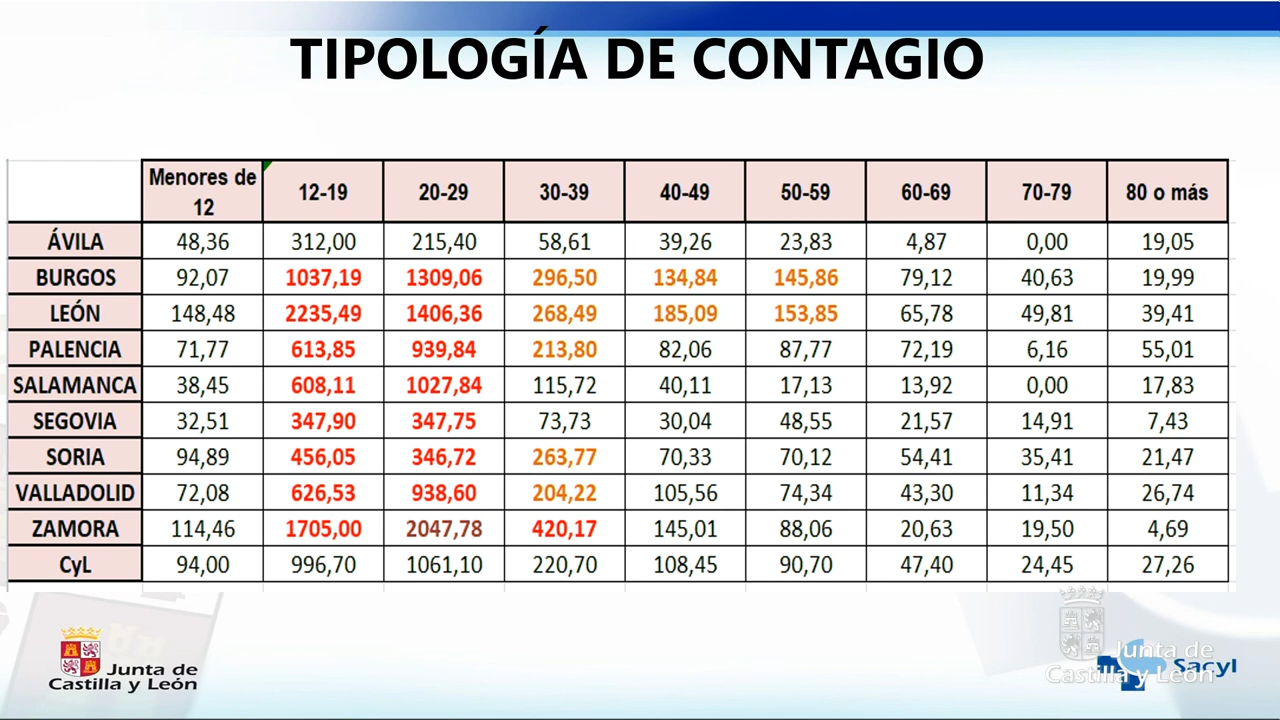 TIPOLOGÍA DE CONTAGIO
Menores de 12 12-19 20-29 30-39 40-49 50-59 60-69 70-79 80 o más
ÁVILA 48,36 312,00 215,40 58,61 39,26 23,83 4,87 0,00 19,05
BURGOS 92,07 1037,19 1309,06 296,50 134,84 145,86 79,12 40,63 19,99
LEÓN 148,48 2235,49 1406,36 268,49 185,09 153,85 65,78 49,81 39,41
PALENCIA 71,77 613,85 939,84 213,80 82,06 87,77 72,19 6,16 55,01
SALAMANCA 38,45 608,11 1027,84 115,72 40,11 17,13 13,92 0,00 17,83
SEGOVIA 32,51 347,90 347,75 73,73 30,04 48,55 21,57 14,91 7,43
SORIA 94,89 456,05 346,72 263,77 70,33 70,12 54,41 35,41 21,47
VALLADOLID 72,08 626,53 938,60 204,22 105,56 74,34 43,30 11,34 26,74
ZAMORA 114,46 1705,00 2047,78 420,17 145,01 88,06 20,63 19,50 4,69
CyL 94,00 996,70 1061,10 220,70 108,45 90,70 47,40 24,45 27,26
Junta de
Castilla y León
Junta de
Castilla y León
Sacyl